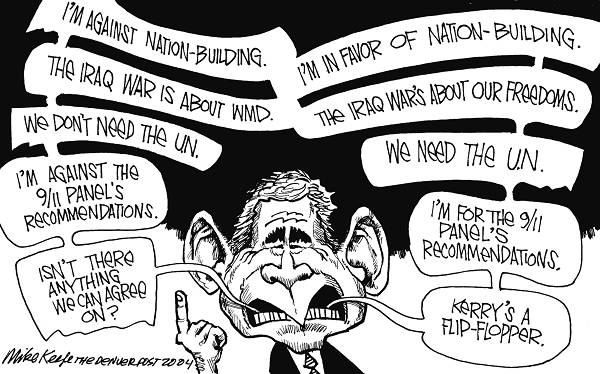 I'M AGAINST NATION-BUILDING.
THE IRAQ WAR IS ABOUT WMD.
WE DON'T NEED THE U.N.
I'M AGAINST THE
9/11 PANEL'S
RECOMMENDATIONS.
ISN'T THERE
ANYTHING
WE CAN AGREE
ON?
I'M IN FAVOR OF NATION-BUILDING.
THE IRAQ WAR'S ABOUT OUR FREEDOMS.
WE NEED THE U.N.
I'M FOR THE 9/11
PANEL'S
RECOMMENDATIONS.
KERRY'S A
FLIP-FLOPPER.
Mike Keefe THE DENVER POST 2004